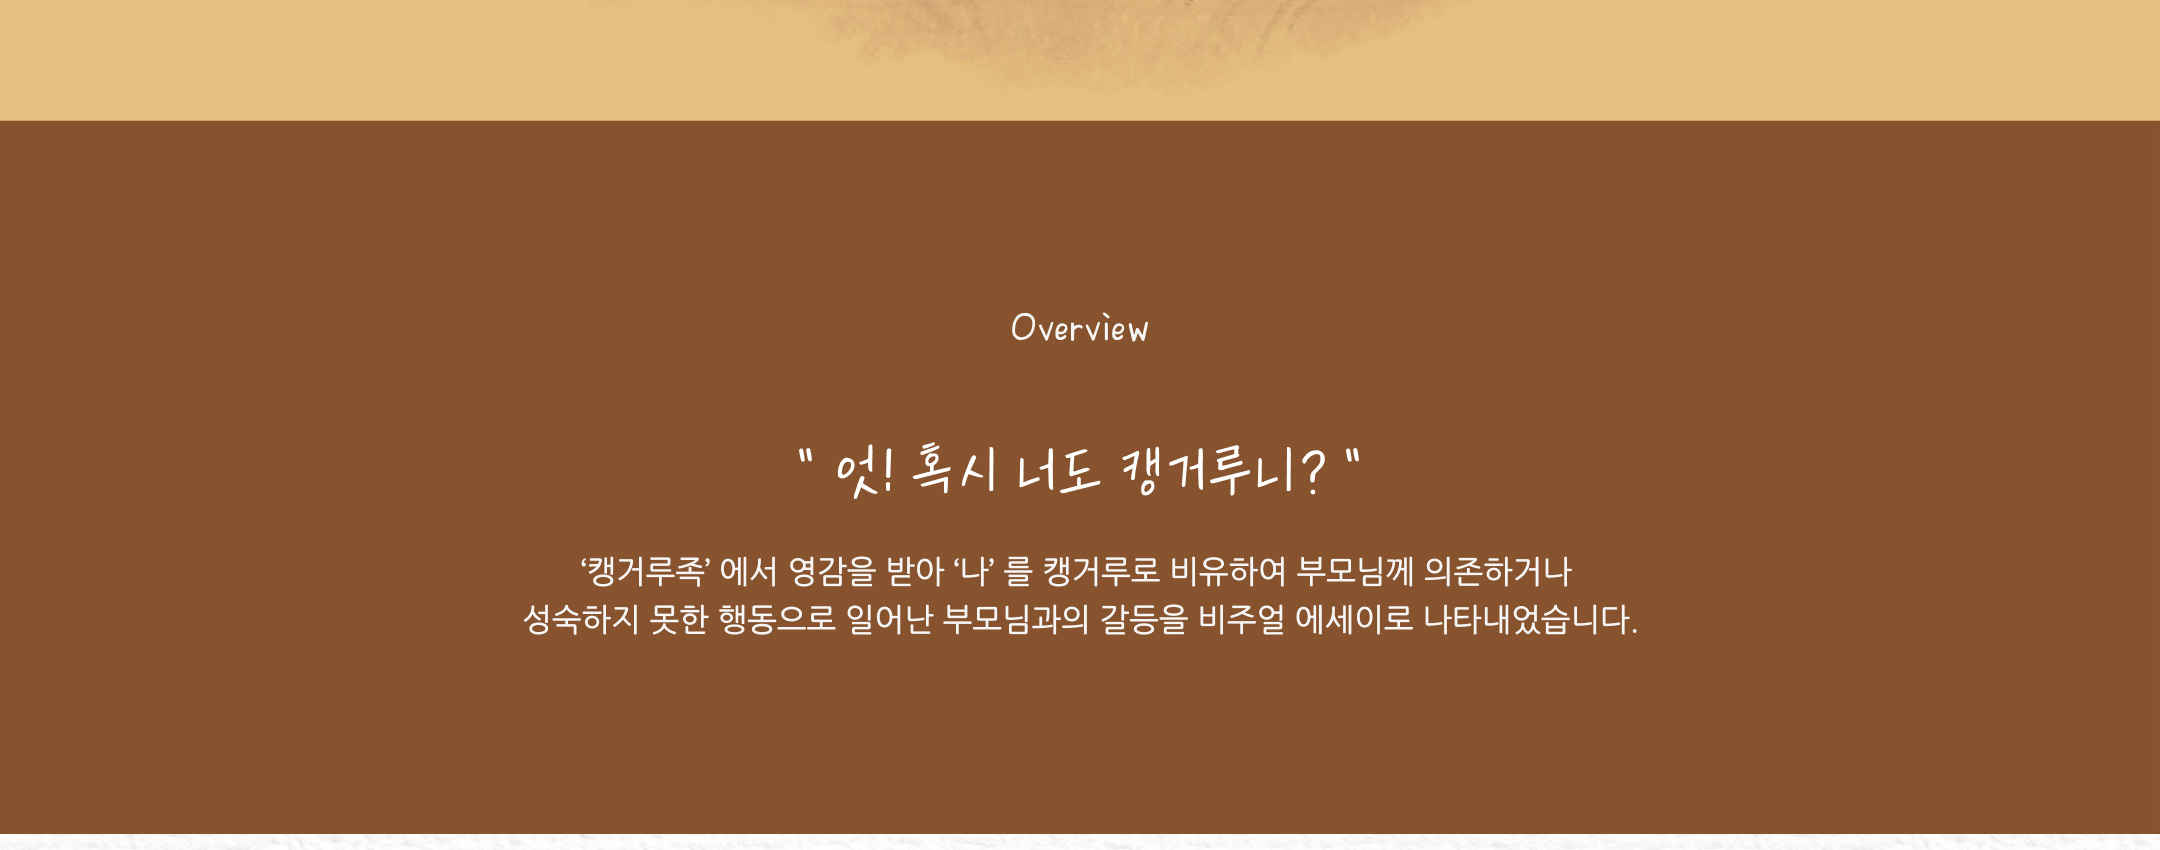 Overview
" 엇! 혹시 너도 캥거루니? "
‘캥거루족’ 에서 영감을 받아 ‘나’ 를 캥거루로 비유하여 부모님께 의존하거나
성숙하지 못한 행동으로 일어난 부모님과의 갈등을 비주얼 에세이로 나타내었습니다.